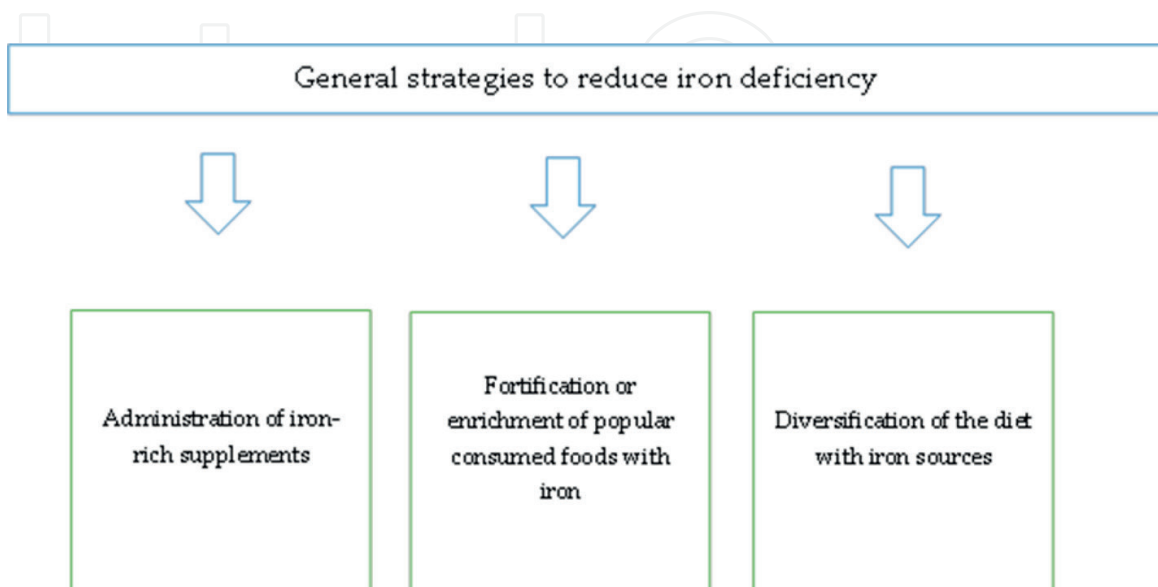 General strategies to reduce iron deficiency
Administration of iron-
rich supplements
Fortification or
enrichment of popular
consumed foods with
iron
Diversification of the diet
with iron sources